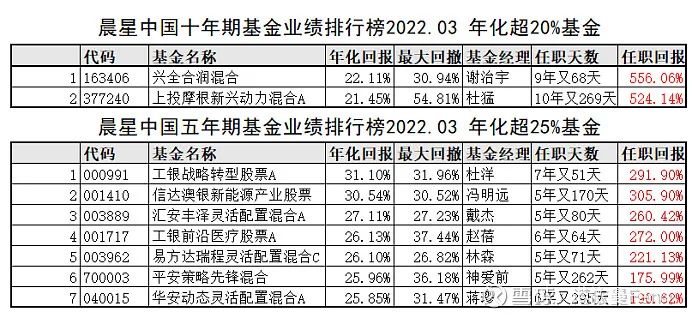 晨星中国十年期基金业绩排行榜2022.03 年化超20%基金
代码 基金名称 年化回报 最大回撤 基金经理 任职天数 任职回报
1 163406 兴全合润混合 22.11% 30.94% 谢治宇 9年又68天 556.06%
2 377240 上投摩根新兴动力混合A 21.45% 54.81% 杜猛 10年又269天 524.14%
晨星中国五年期基金业绩排行榜2022.03 年化超25%基金
代码 基金名称 年化回报 最大回撤 基金经理 任职天数 任职回报
1 000991 工银战略转型股票A 31.10% 31.96% 杜洋 7年又51天 291.90%
2 001410 信达澳银新能源产业股票 30.54% 30.52% 冯明远 5年又170天 305.90%
3 003889 汇安丰泽灵活配置混合A 27.11% 27.23% 戴杰 5年又80天 260.42%
4 001717 工银前沿医疗股票A 26.13% 37.44% 赵蓓 6年又64天 272.00%
5 003962 易方达瑞程灵活配置混合C 26.10% 26.82% 林森 5年又71天 221.13%
6 700003 平安策略先锋混合 25.96% 36.18% 神爱前 5年又262天 175.99%
7 040015 华安动态灵活配置混合A 25.85% 31.47% 蒋璆